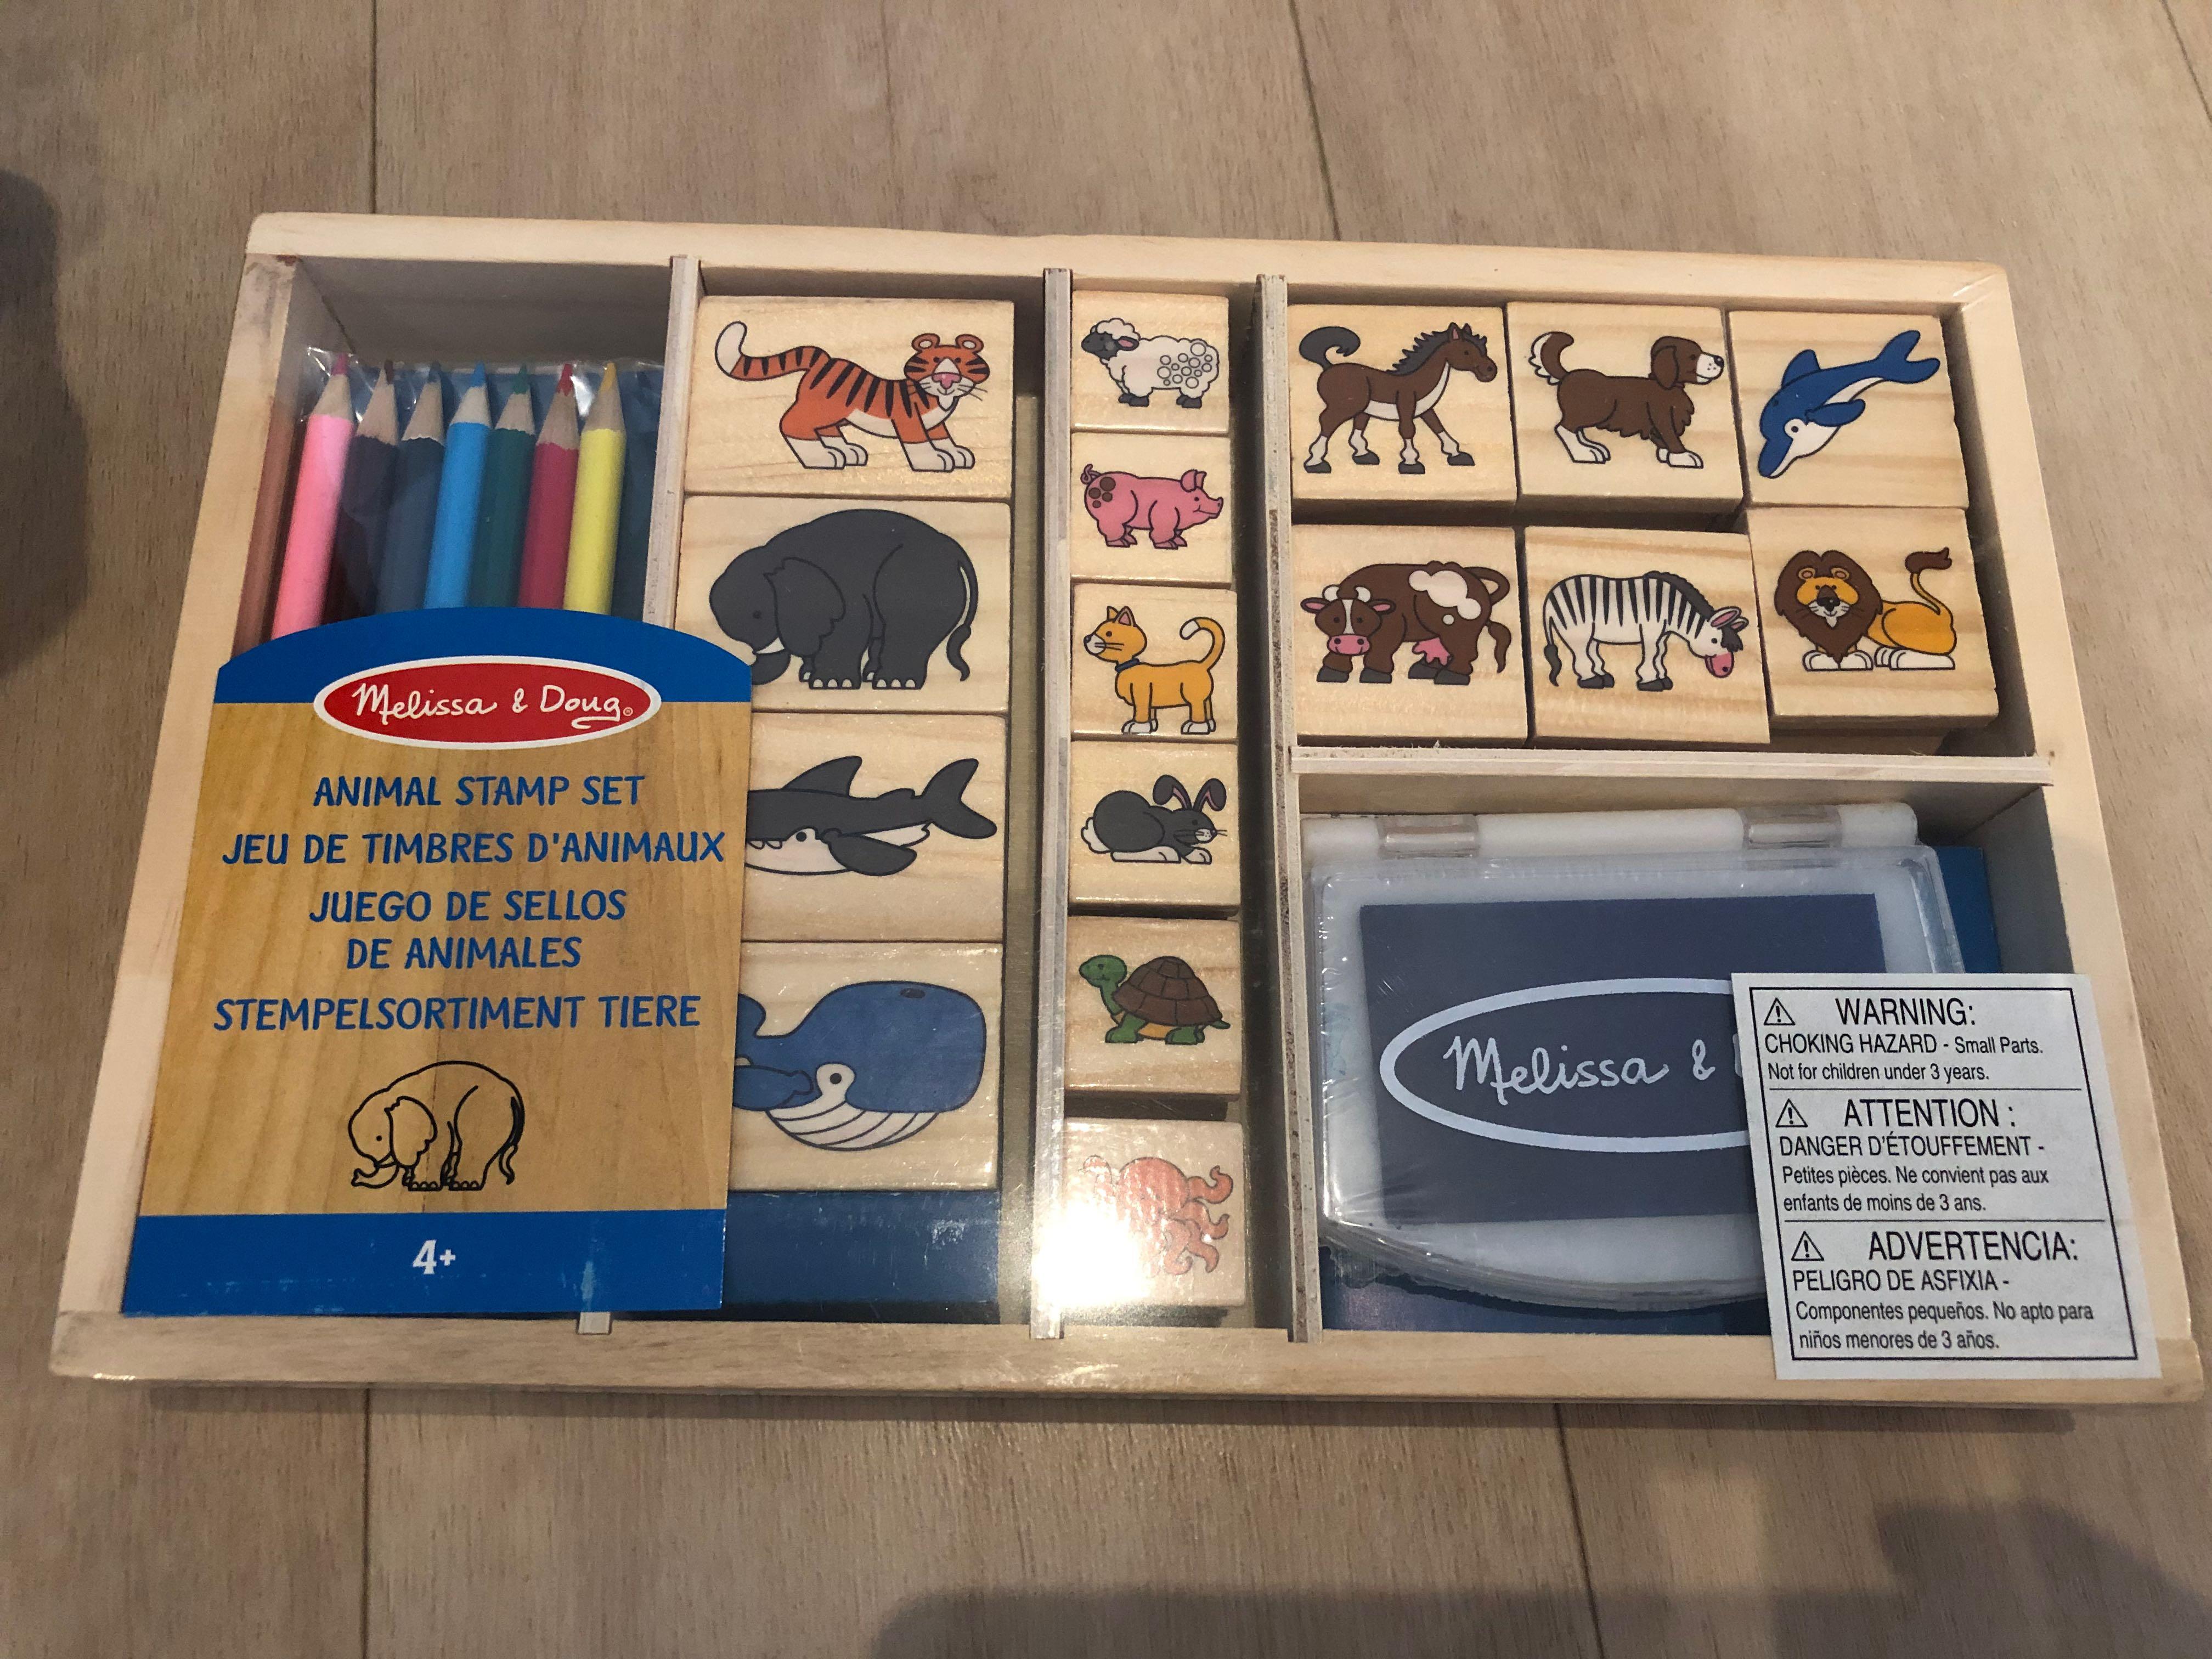 Melissa & Doug®
ANIMAL STAMP SET
JEU DE TIMBRES D'ANIMAUX
JUEGO DE SELLOS
DE ANIMALES
STEMPELSORTIMENT TIERE
4+
Melissa &
⚠ WARNING:
CHOKING HAZARD - Small Parts.
Not for children under 3 years.
⚠ ATTENTION :
DANGER D'ÉTOUFFEMENT -
Petites pièces. Ne convient pas aux
enfants de moins de 3 ans.
⚠ ADVERTENCIA:
PELIGRO DE ASFIXIA -
Componentes pequeños. No apto para
niños menores de 3 años.